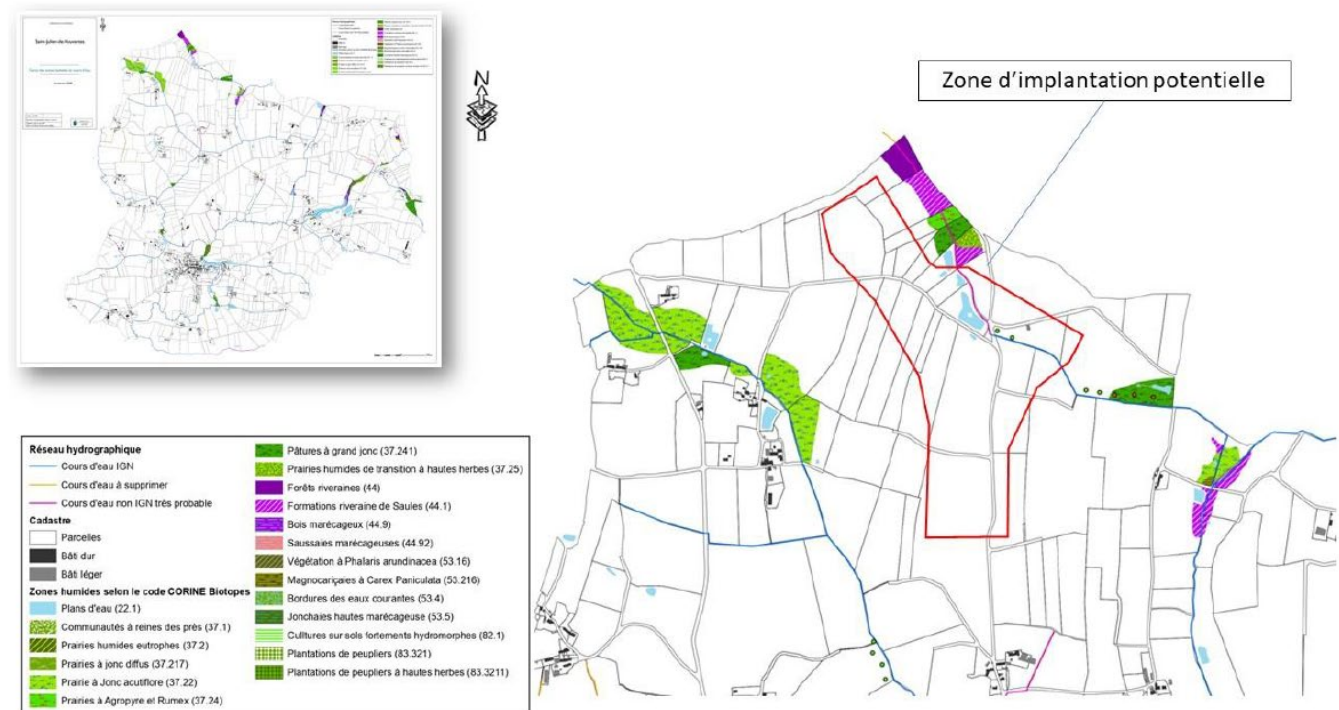 Zone d'implantation potentielle
N
Réseau hydrographique
Cours d'eau IGN
Cours d'eau à supprimer
Cours d'eau non IGN très probable
Cadastre
Parcelles
Bâti dur
Bâti léger
Zones humides selon le code CORINE Biotopes
Plans d'eau (22.1)
Communautés à reines des près (37.1)
Prairies humides eutrophes (37.2)
Prairies à jonc diffus (37.217)
Prairie à Jonc acutiflore (37.22)
Prairies à Agropyre et Rumex (37.24)
Pâtures à grand jonc (37.241)
Prairies humides de transition à hautes herbes (37.25)
Forêts riveraines (44)
Formations riveraine de Saules (44.1)
Bois marécageux (44.9)
Saussaies marécageuses (44.92)
Végétation à Phalaris arundinacea (53.16)
Magnocariçaies à Carex Paniculata (53.216)
Bordures des eaux courantes (53.4)
Jonchaies hautes marécageuse (53.5)
Cultures sur sols fortements hydromorphos (82.1)
Plantations de peupliers (83.321)
Plantations de peupliers à hautes herbes (83.3211)